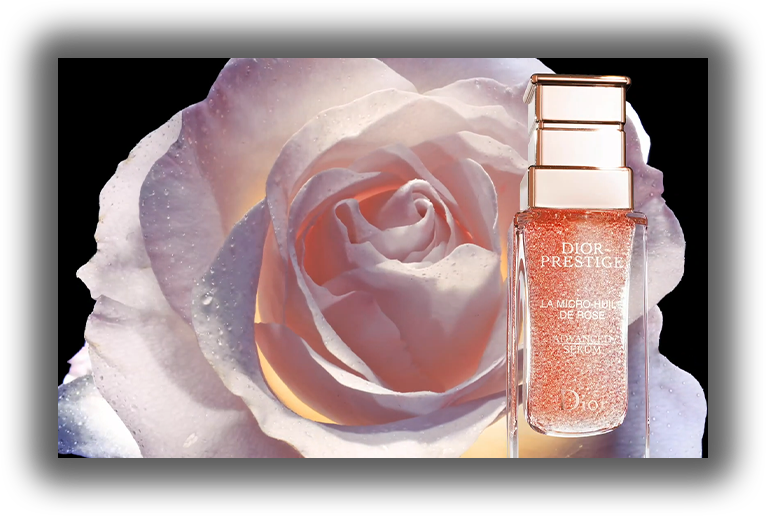 DIOR-
PRESTIGE
LA MICRO-HUILE
DE ROSE
ADVANCED
SERUM
Dior